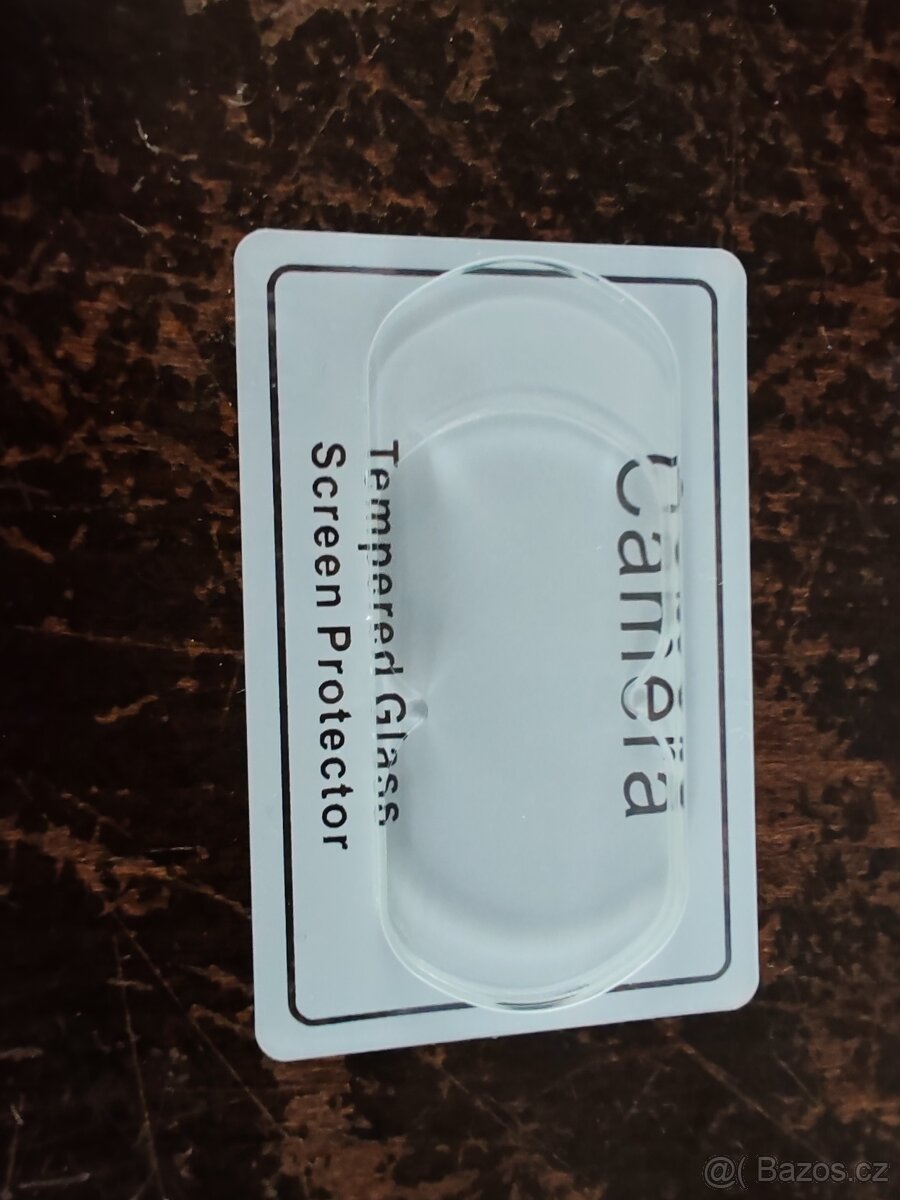 Camera
Tempered Glass
Screen Protector
@( Bazos.cz